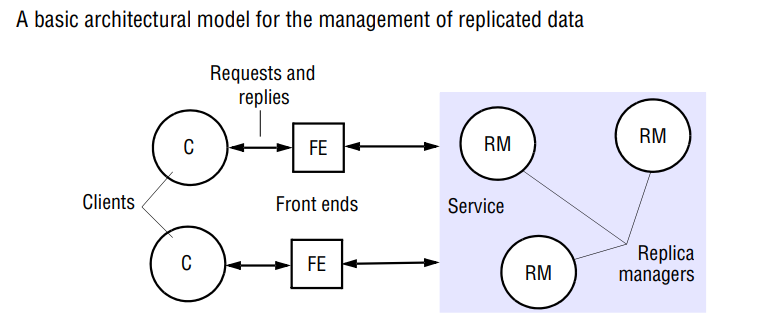 A basic architectural model for the management of replicated data
Requests and
replies
C
FE
RM
RM
Clients
Front ends
Service
C
FE
RM
Replica
managers